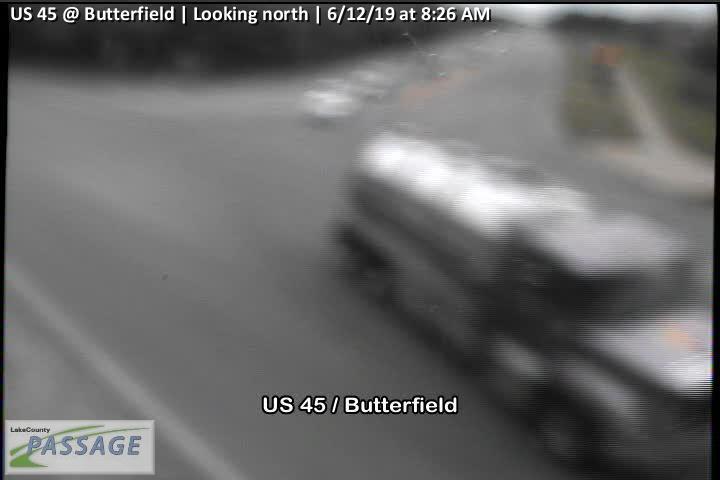 US 45 @ Butterfield | Looking north | 6/12/19 at 8:26 AM
US 45 / Butterfield
LakeCounty
PASSAGE